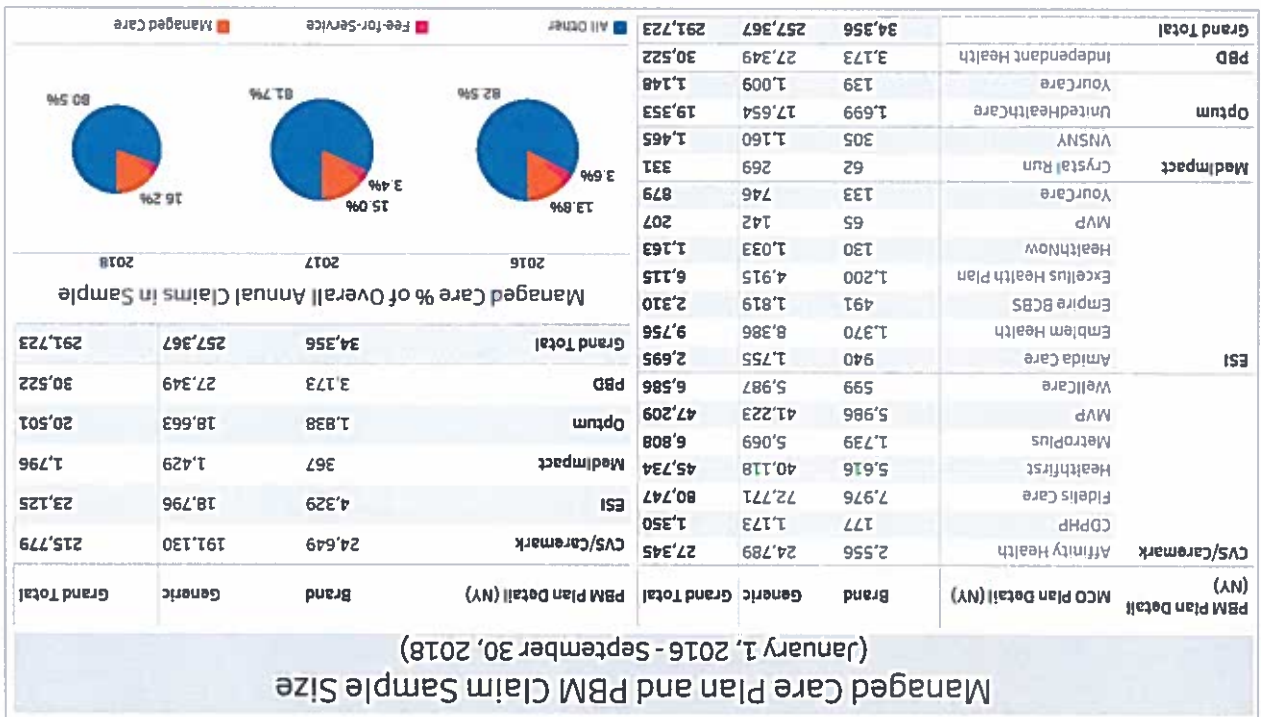 Managed Care Plan and PBM Claim Sample Size
(January 1, 2016 - September 30, 2018)
PBM Plan Detail
(NY)
MCO Plan Detail (NY) Brand Generic Grand Total
CVS/Caremark Affinity Health 2,556 24,789 27,345
CDPHP 177 1,173 1,350
Fidelis Care 7,976 72,771 80,747
Healthfirst 5,616 40,118 45,734
MetroPlus 1,739 5,069 6,808
MVP 5,986 41,223 47,209
WellCare 599 5,987 6,586
ESI Amida Care 940 1,755 2,695
Emblem Health 1,370 8,386 9,756
Empire BCBS 491 1,819 2,310
Excellus Health Plan 1,200 4,915 6,115
HealthNow 130 1,033 1,163
MVP 65 142 207
YourCare 133 746 879
MedImpact Crystal Run 62 269 331
VNSNY 305 1,160 1,465
Optum UnitedHealthCare 1,699 17,654 19,353
YourCare 139 1,009 1,148
PBD Independant Health 3,173 27,349 30,522
Grand Total 34,356 257,367 291,723
PBM Plan Detail (NY) Brand Generic Grand Total
CVS/Caremark 24,649 191,130 215,779
ESI 4,329 18,796 23,125
MedImpact 367 1,429 1,796
Optum 1,838 18,663 20,501
PBD 3,173 27,349 30,522
Grand Total 34,356 257,367 291,723
Managed Care % of Overall Annual Claims in Sample
2016 2017 2018
13.8% 15.0% 16.2%
3.6% 3.4%
82.5% 81.7% 80.5%
All Other Fee-for-Service Managed Care